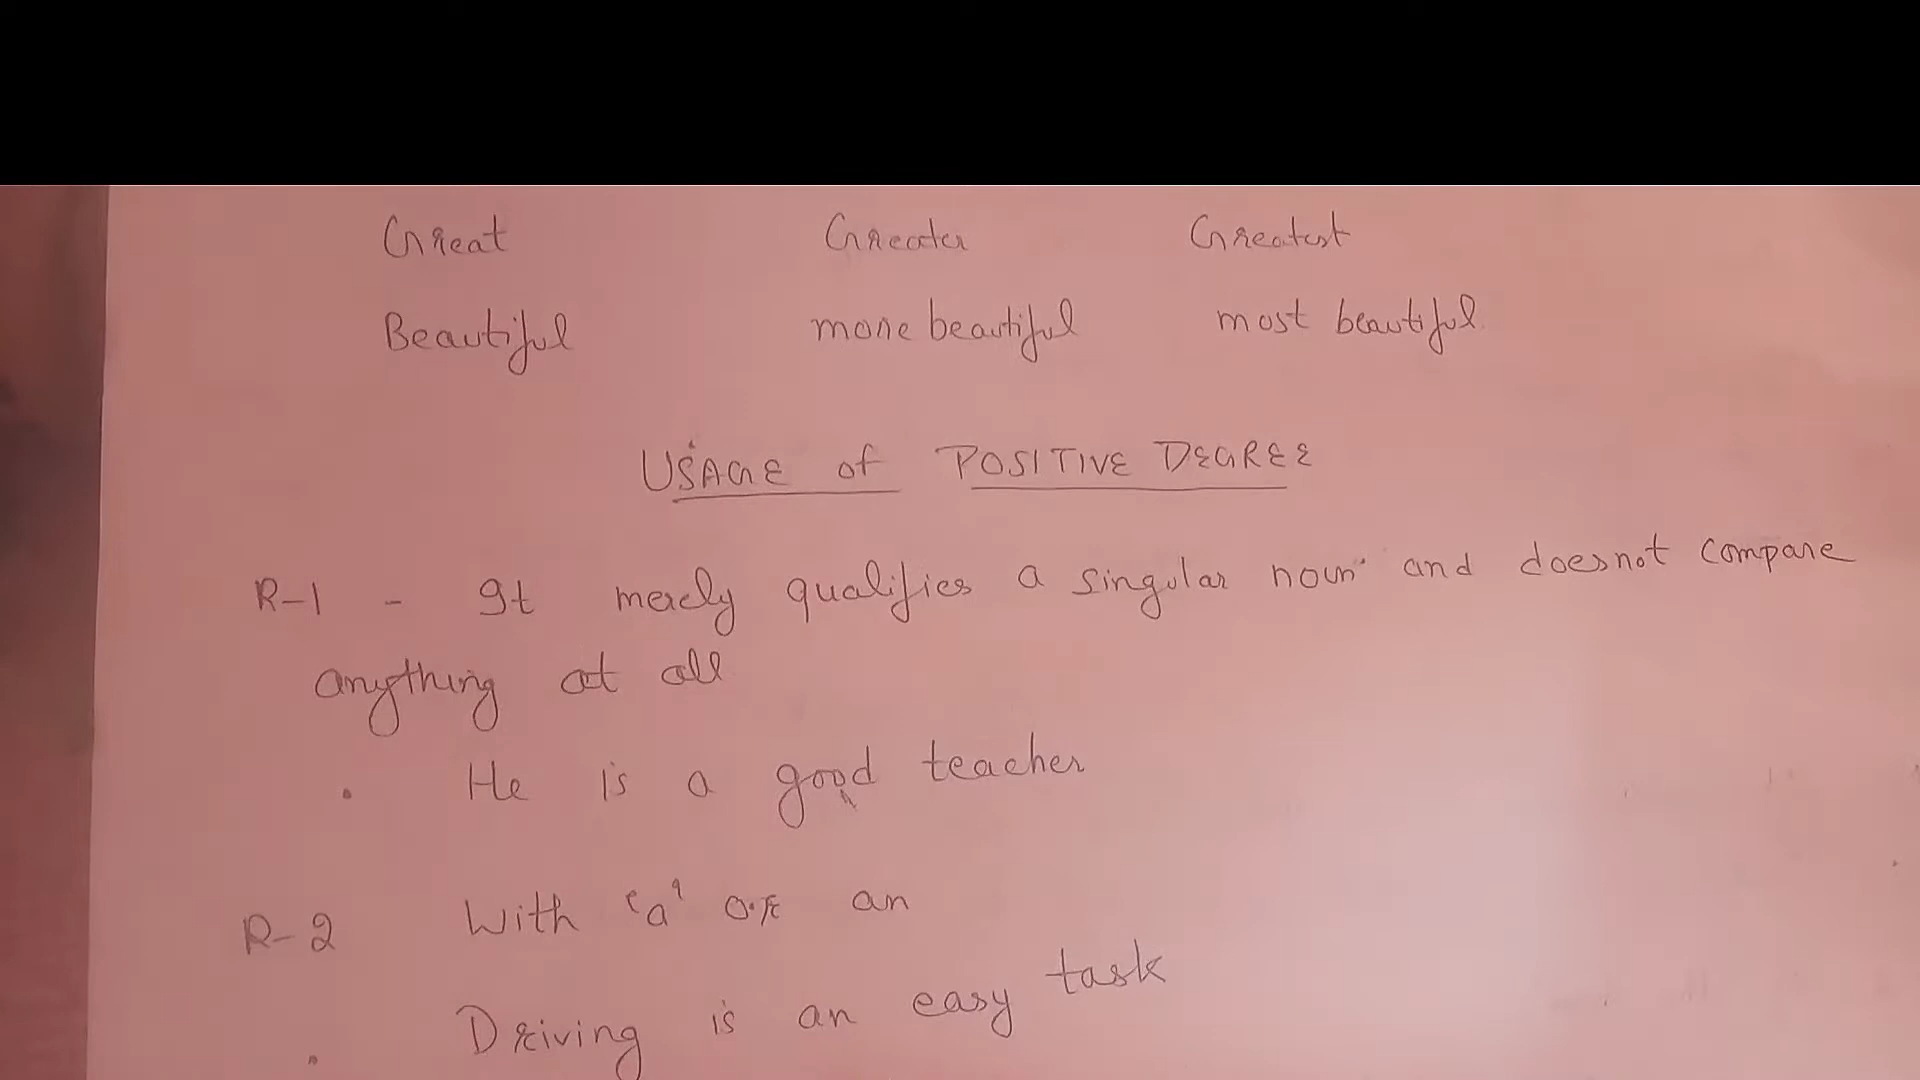 Great Greater Greatest
Beautiful more beautiful most beautiful
USAGE of POSITIVE DEGREE
R-1 - It merely qualifies a singular noun and doesnot compare
anything at all
. He is a good teacher
R-2 With 'a' or an
. Driving is an easy task